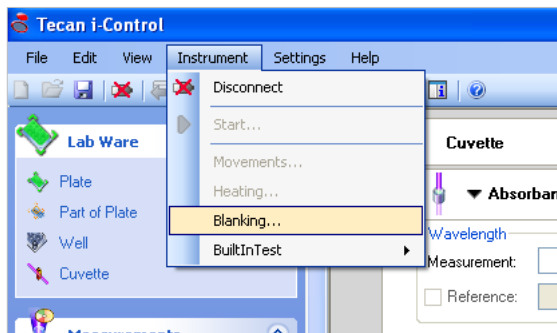 Tecan i-Control
File Edit View Instrument Settings Help
Disconnect
Start...
Movements...
Heating...
Blanking...
BuiltInTest
Lab Ware
Plate
Part of Plate
Well
Cuvette
Cuvette
Absorban
Wavelength
Measurement:
Reference: